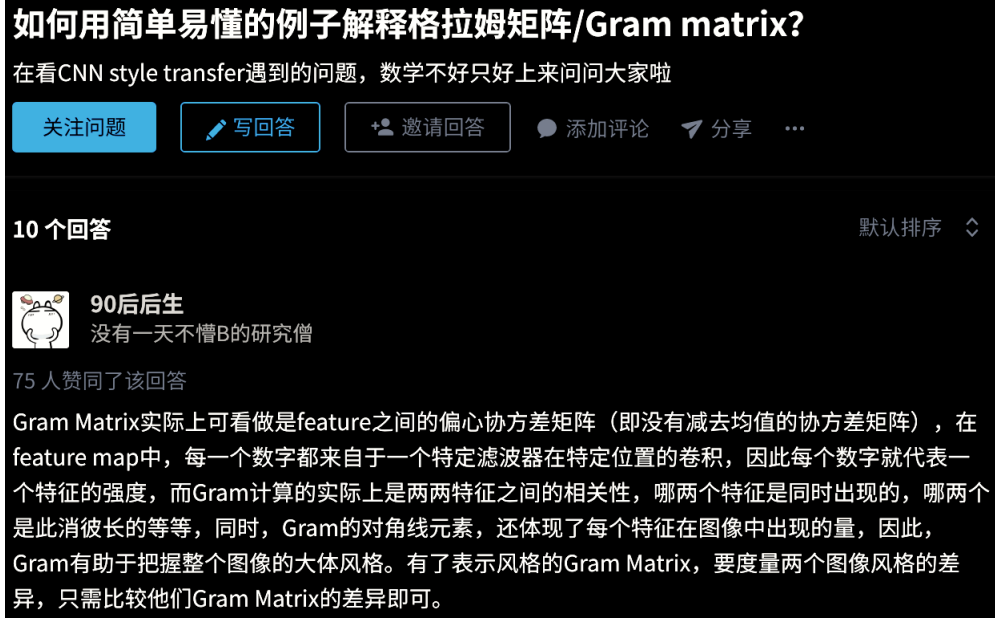 如何用简单易懂的例子解释格拉姆矩阵/Gram matrix?
在看CNN style transfer遇到的问题，数学不好只好上来问问大家啦
关注问题 写回答 邀请回答 添加评论 分享 ···
10 个回答 默认排序
90后后生
没有一天不懵B的研究僧
75 人赞同了该回答
Gram Matrix实际上可看做是feature之间的偏心协方差矩阵（即没有减去均值的协方差矩阵），在
feature map中，每一个数字都来自于一个特定滤波器在特定位置的卷积，因此每个数字就代表一
个特征的强度，而Gram计算的实际上是两两特征之间的相关性，哪两个特征是同时出现的，哪两个
是此消彼长的等等，同时，Gram的对角线元素，还体现了每个特征在图像中出现的量，因此，
Gram有助于把握整个图像的大体风格。有了表示风格的Gram Matrix，要度量两个图像风格的差
异，只需比较他们Gram Matrix的差异即可。